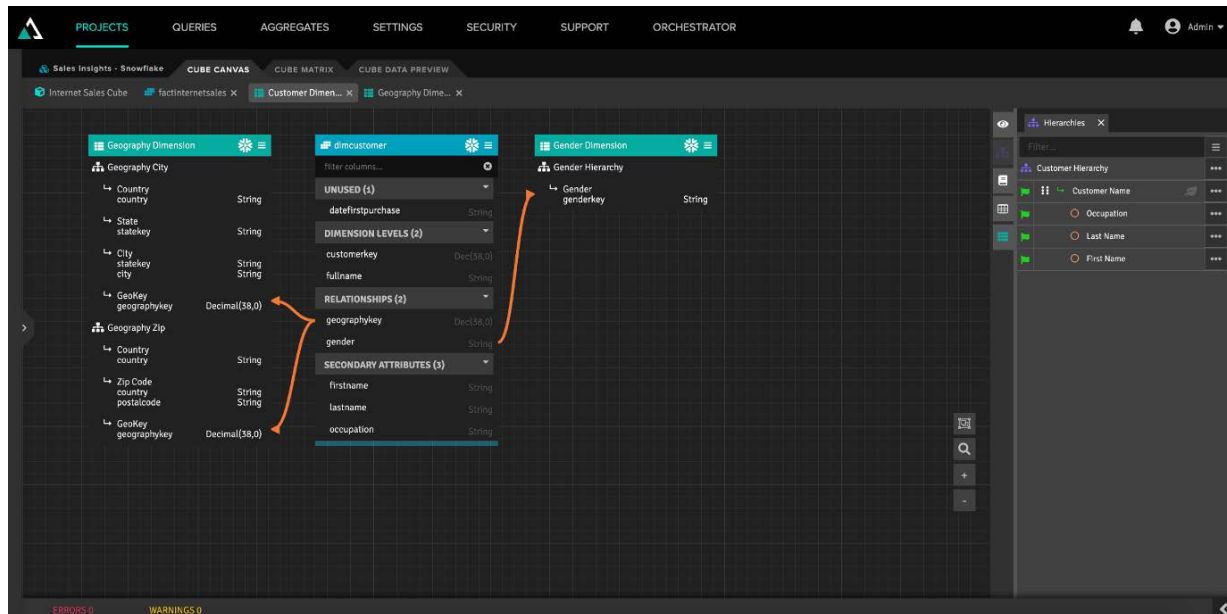 PROJECTS QUERIES AGGREGATES SETTINGS SECURITY SUPPORT ORCHESTRATOR Admin
Sales Insights - Snowflake CUBE CANVAS CUBE MATRIX CUBE DATA PREVIEW
Internet Sales Cube factinternetsales × Customer Dimen... × Geography Dime... ×
Geography Dimension
Geography City
Country
country String
State
statekey String
City
statekey String
city String
GeoKey
geographykey Decimal(38,0)
Geography Zip
Country
country String
Zip Code
country String
postalcode String
GeoKey
geographykey Decimal(38,0)
dimcustomer
filter columns...
UNUSED (1)
datefirstpurchase String
DIMENSION LEVELS (2)
customerkey Dec(38,0)
fullname String
RELATIONSHIPS (2)
geographykey Dec(38,0)
gender String
SECONDARY ATTRIBUTES (3)
firstname String
lastname String
occupation String
Gender Dimension
Gender Hierarchy
Gender
genderkey String
Hierarchies ×
Filter...
Customer Hierarchy
Customer Name
Occupation
Last Name
First Name
ERRORS 0 WARNINGS 0